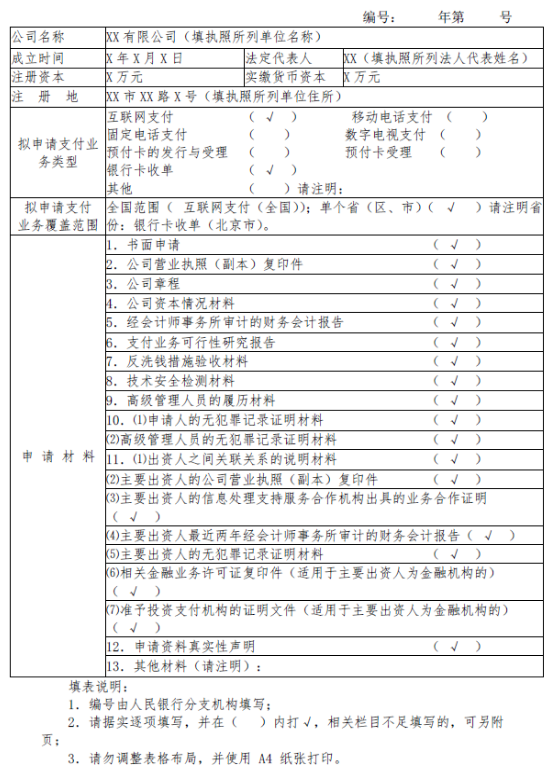 编号：　　　年第　　　号
公司名称　XX 有限公司（填执照所列单位名称）
成立时间　X 年 X 月 X 日　法定代表人　XX（填执照所列法人代表姓名）
注册资本　X 万元　实缴货币资本　X 万元
注　册　地　XX 市 XX 路 X 号（填执照所列单位住所）
拟申请支付业务类型　互联网支付　（ √ ）　移动电话支付　（　　）
固定电话支付　（　　）　数字电视支付　（　　）
预付卡的发行与受理　（　　）　预付卡受理　（　　）
银行卡收单　（ √ ）
其他　（　　）请注明：
拟申请支付业务覆盖范围　全国范围（　互联网支付（全国））；单个省（区、市）（　√　）请注明省
份：银行卡收单（北京市）。
申 请 材 料
1. 书面申请　（ √ ）
2. 公司营业执照（副本）复印件　（ √ ）
3. 公司章程　（ √ ）
4. 公司资本情况材料　（ √ ）
5. 经会计师事务所审计的财务会计报告　（ √ ）
6. 支付业务可行性研究报告　（ √ ）
7. 反洗钱措施验收材料　（ √ ）
8. 技术安全检测材料　（ √ ）
9. 高级管理人员的履历材料　（ √ ）
10. ⑴申请人的无犯罪记录证明材料　（ √ ）
⑵高级管理人员的无犯罪记录证明材料　（ √ ）
11. ⑴出资人之间关联关系的说明材料　（ √ ）
⑵主要出资人的公司营业执照（副本）复印件　（ √ ）
⑶主要出资人的信息处理支持服务合作机构出具的业务合作证明
（ √ ）
⑷主要出资人最近两年经会计师事务所审计的财务会计报告（ √ ）
⑸主要出资人的无犯罪记录证明材料　（ √ ）
⑹相关金融业务许可证复印件（适用于主要出资人为金融机构的）
（ √ ）
⑺准予投资支付机构的证明文件（适用于主要出资人为金融机构的）
（ √ ）
12. 申请资料真实性声明　（ √ ）
13. 其他材料（请注明）：
填表说明：
1. 编号由人民银行分支机构填写；
2. 请据实逐项填写，并在（　　）内打√，相关栏目不足填写的，可另附
页；
3. 请勿调整表格布局，并使用 A4 纸张打印。